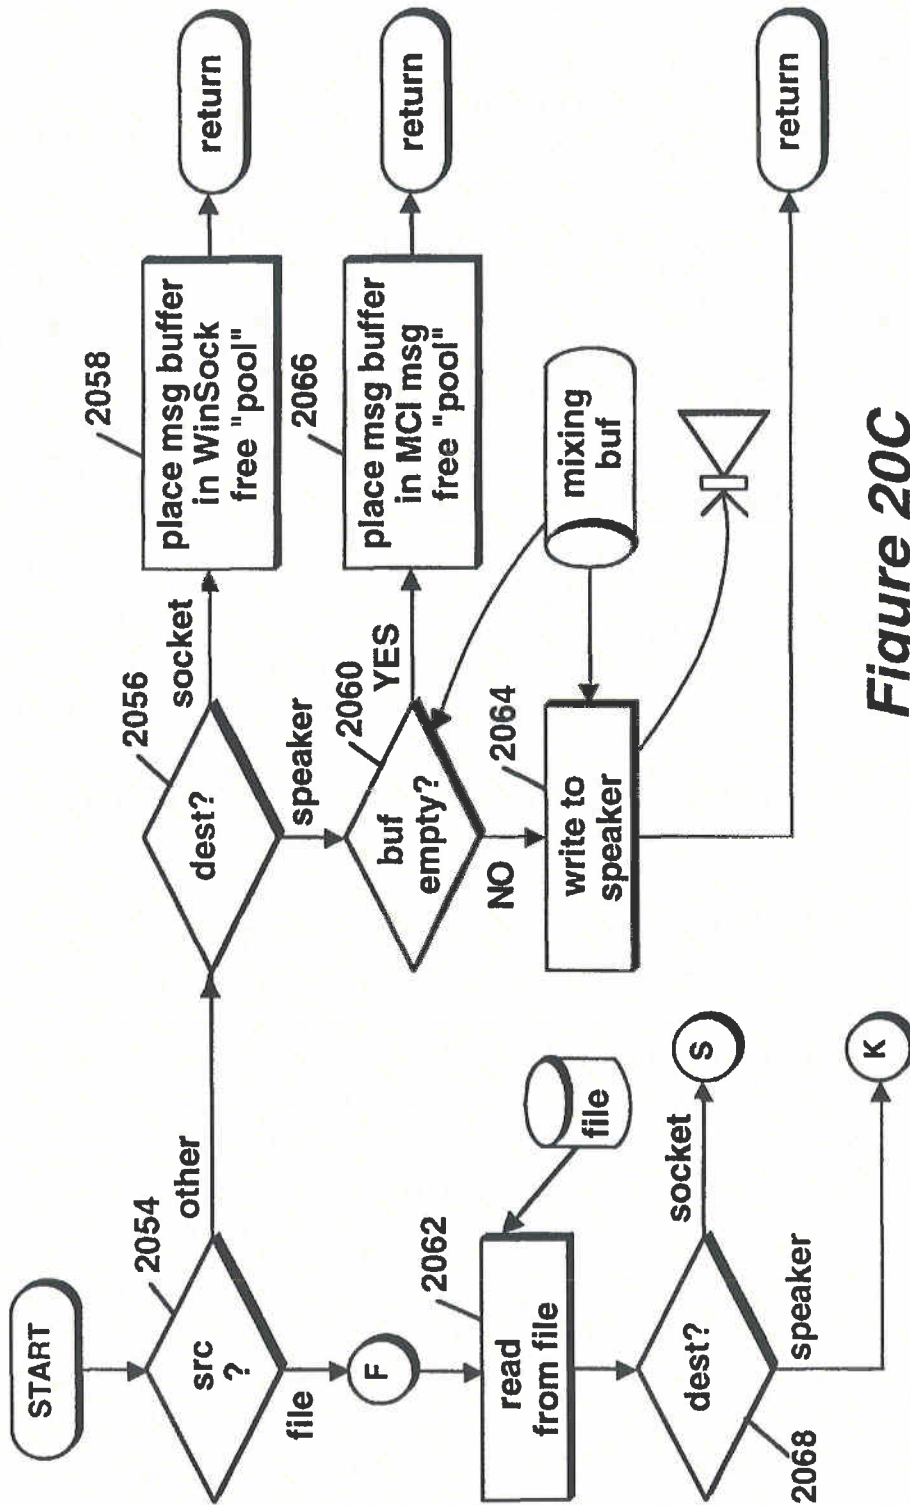 START
2054
src
?
other
file
F
2062
read
from file
file
dest?
2068
socket
S
speaker
K
2056
dest?
socket
2058
place msg buffer
in WinSock
free "pool"
return
speaker
2060
buf
empty?
YES
2066
place msg buffer
in MCI msg
free "pool"
return
NO
2064
write to
speaker
mixing
buf
return
Figure 20C